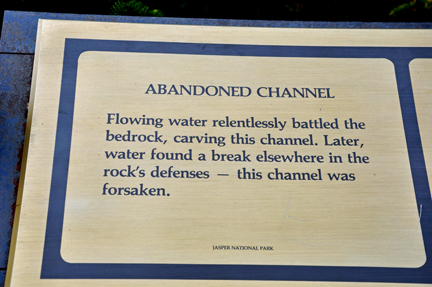 ABANDONED CHANNEL
Flowing water relentlessly battled the
bedrock, carving this channel. Later,
water found a break elsewhere in the
rock's defenses — this channel was
forsaken.
JASPER NATIONAL PARK